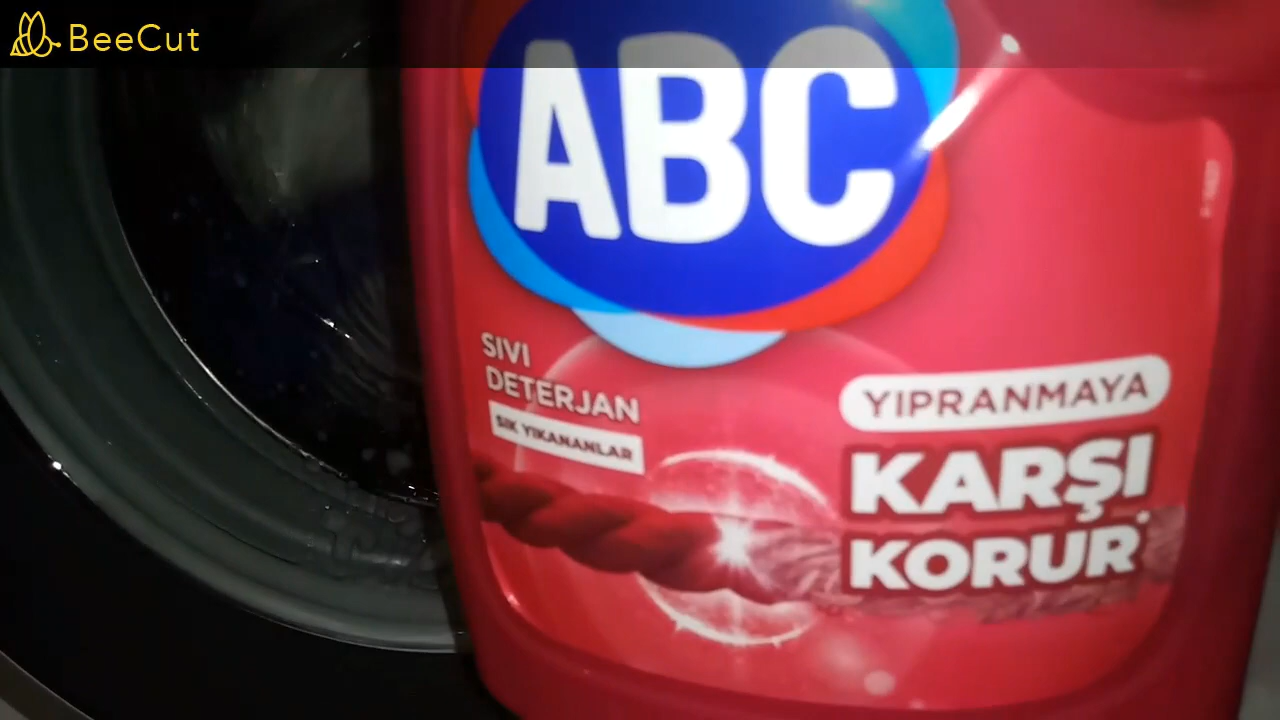 BeeCut
ABC
SIVI
DETERJAN
SIK YIKANANLAR
YIPRANMAYA
KARŞI
KORUR*